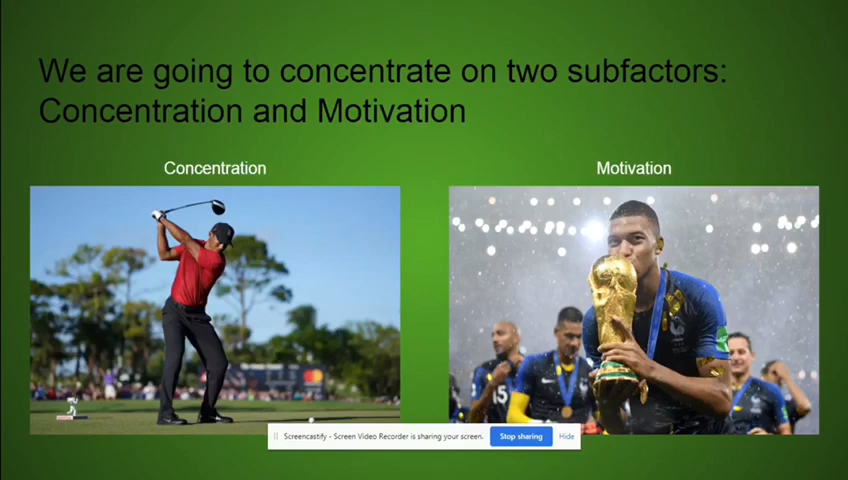 We are going to concentrate on two subfactors:
Concentration and Motivation
Concentration
Motivation
15
Screencastify - Screen Video Recorder is sharing your screen.
Stop sharing
Hide